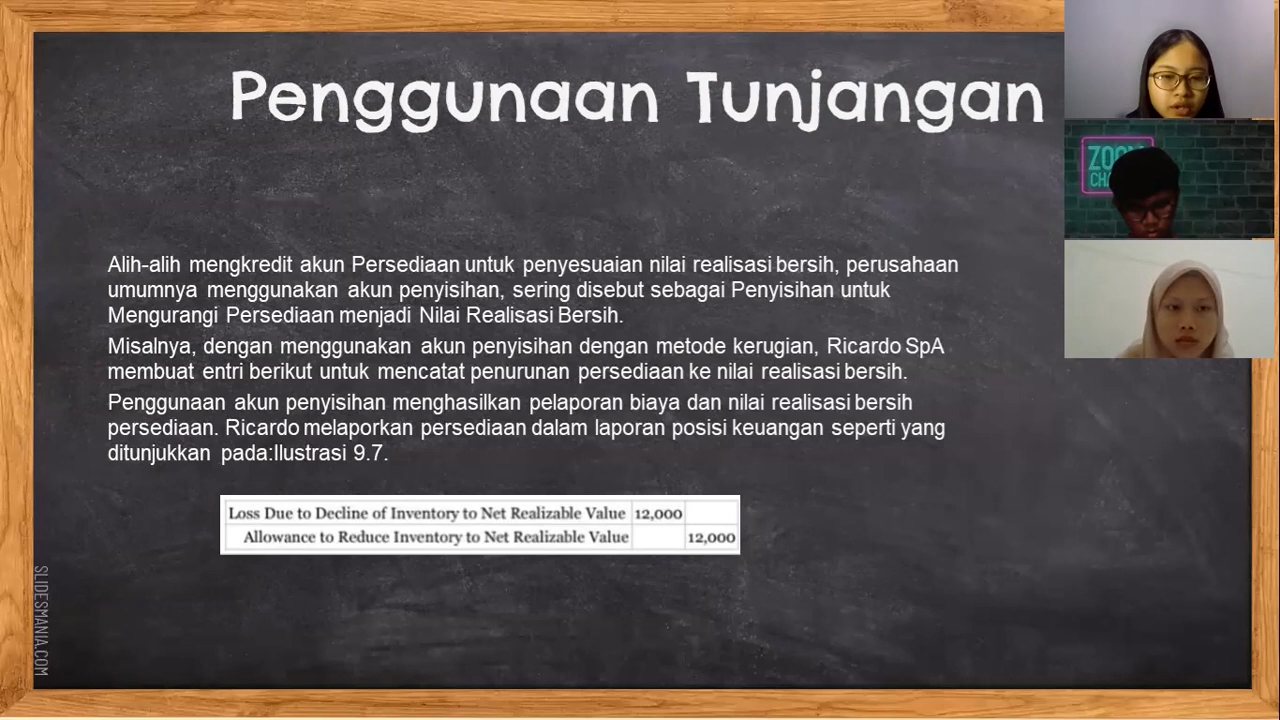 Penggunaan Tunjangan
Alih-alih mengkredit akun Persediaan untuk penyesuaian nilai realisasi bersih, perusahaan
umumnya menggunakan akun penyisihan, sering disebut sebagai Penyisihan untuk
Mengurangi Persediaan menjadi Nilai Realisasi Bersih.
Misalnya, dengan menggunakan akun penyisihan dengan metode kerugian, Ricardo SpA
membuat entri berikut untuk mencatat penurunan persediaan ke nilai realisasi bersih.
Penggunaan akun penyisihan menghasilkan pelaporan biaya dan nilai realisasi bersih
persediaan. Ricardo melaporkan persediaan dalam laporan posisi keuangan seperti yang
ditunjukkan pada:Ilustrasi 9.7.
Loss Due to Decline of Inventory to Net Realizable Value 12,000
Allowance to Reduce Inventory to Net Realizable Value 12,000
SLIDESMANIA.COM